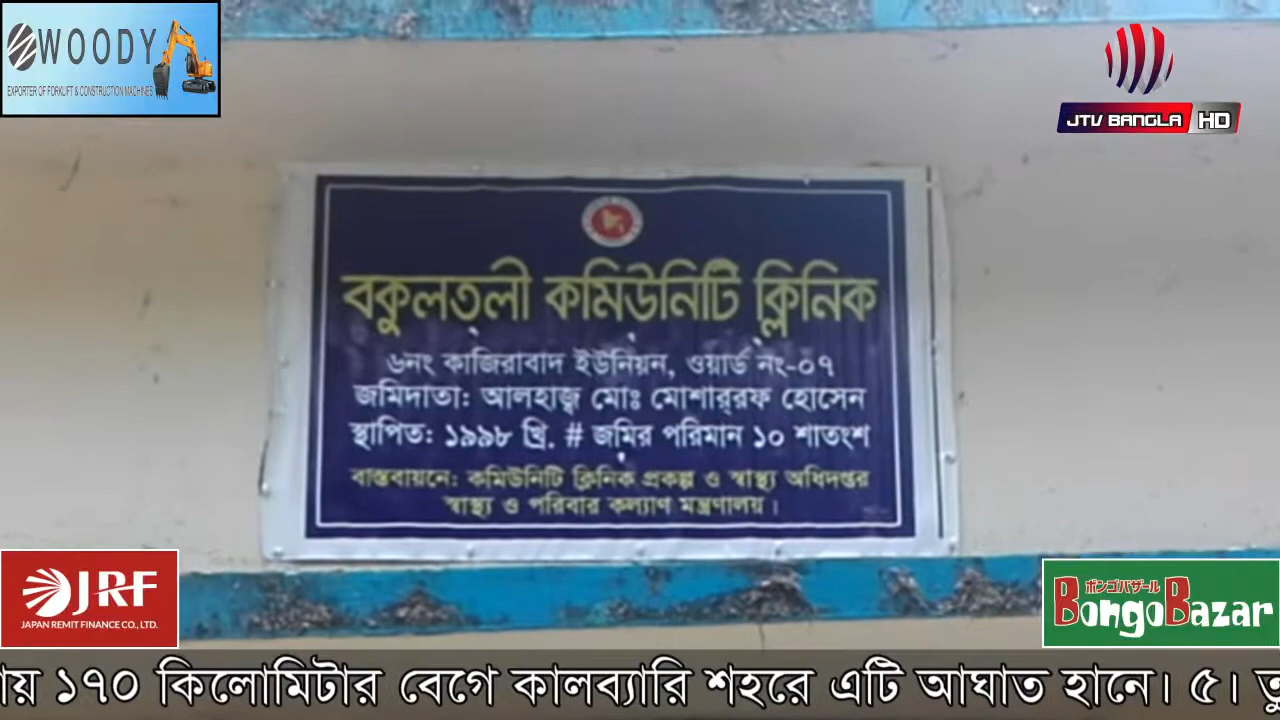 WOODY
EXPORTER OF FORKLIFT & CONSTRUCTION MACHINES
JTV BANGLA HD
বকুলতলী কমিউনিটি ক্লিনিক
৬নং কাজিরাবাদ ইউনিয়ন, ওয়ার্ড নং-০৭
জমিদাতা: আলহাজ্ব মোঃ মোশার্‌রফ হোসেন
স্থাপিত: ১৯৯৮ খ্রি. # জমির পরিমান ১০ শাতংশ
বাস্তবায়নে: কমিউনিটি ক্লিনিক প্রকল্প ও স্বাস্থ্য অধিদপ্তর
স্বাস্থ্য ও পরিবার কল্যাণ মন্ত্রণালয়।
JRF
JAPAN REMIT FINANCE CO., LTD.
ボンゴバザール
BongoBazar
১৭০ কিলোমিটার বেগে কালব্যারি শহরে এটি আঘাত হানে। ৫।